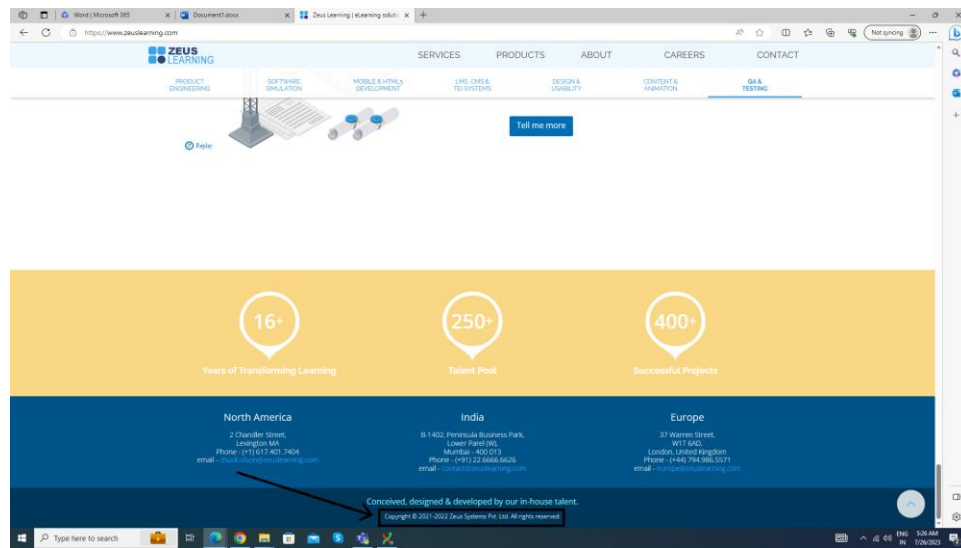 Word | Microsoft 365
Document1.docx
Zeus Learning | eLearning soluti
https://www.zeuslearning.com
Not syncing
ZEUS
LEARNING
SERVICES PRODUCTS ABOUT CAREERS CONTACT
PRODUCT
ENGINEERING
SOFTWARE
SIMULATION
MOBILE & HTML5
DEVELOPMENT
LMS, CMS &
TEI SYSTEMS
DESIGN &
USABILITY
CONTENT &
ANIMATION
QA &
TESTING
Replay
Tell me more
16+
Years of Transforming Learning
250+
Talent Pool
400+
Successful Projects
North America
2 Chandler Street,
Lexington MA
Phone - (+1) 617.401.7404
email -
India
B-1402, Peninsula Business Park,
Lower Parel (W),
Mumbai - 400 013
Phone - (+91) 22.6666.6626
email - contact@zeuslearning.com
Europe
37 Warren Street,
W1T 6AD,
London, United Kingdom
Phone - (+44) 794.986.5571
email - europe@zeuslearning.com
Conceived, designed & developed by our in-house talent.
Copyright © 2021-2022 Zeus Systems Pvt. Ltd. All rights reserved.
Type here to search
ENG
IN
5:26 AM
7/26/2023